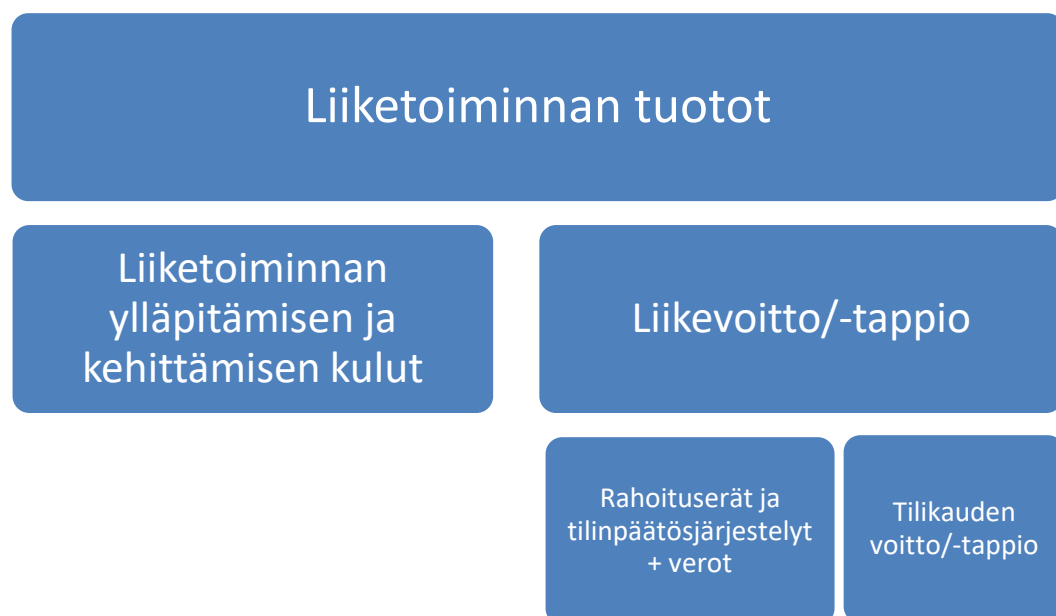 Liiketoiminnan tuotot
Liiketoiminnan
ylläpitämisen ja
kehittämisen kulut
Liikevoitto/-tappio
Rahoituserät ja
tilinpäätösjärjestelyt
+ verot
Tilikauden
voitto/-tappio